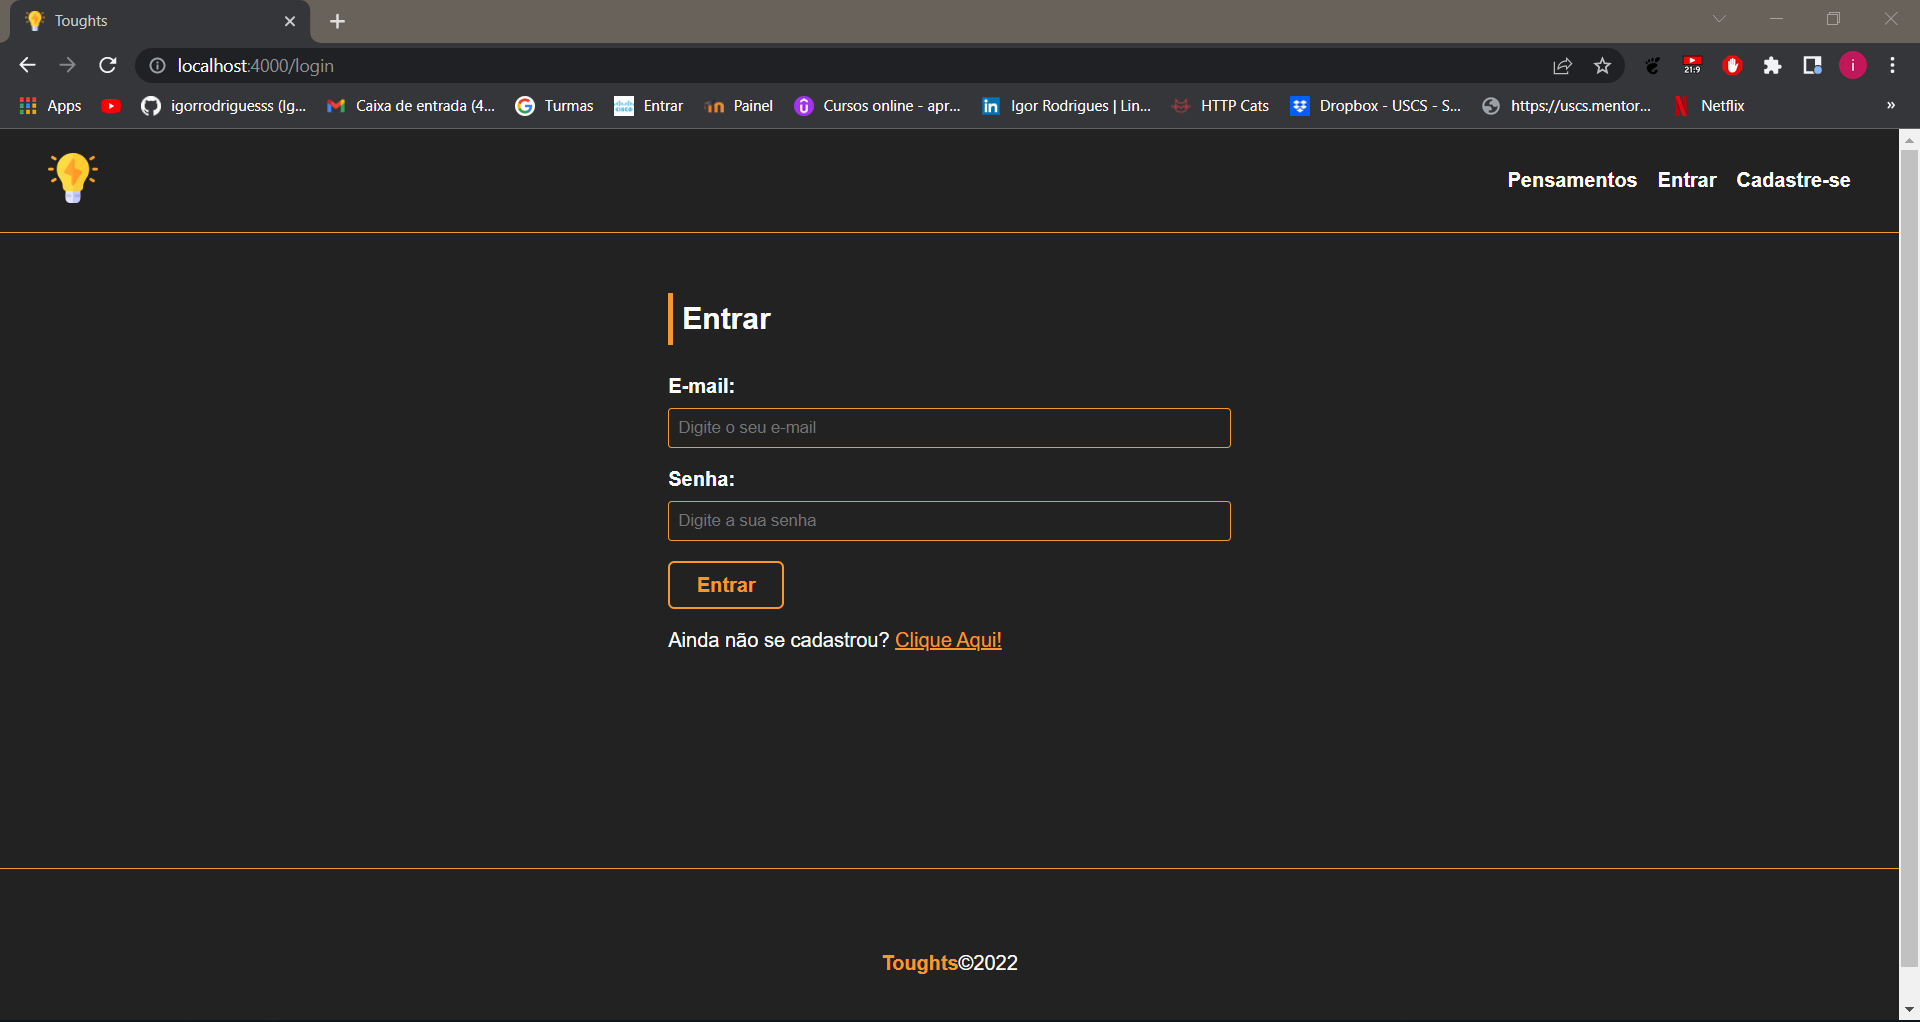 Toughts
localhost:4000/login
21:9
i
Apps
igorrodriguesss (Ig...
Caixa de entrada (4...
Turmas
Entrar
Painel
Cursos online - apr...
Igor Rodrigues | Lin...
HTTP Cats
Dropbox - USCS - S...
https://uscs.mentor...
Netflix
»
Pensamentos Entrar Cadastre-se
Entrar
E-mail:
Digite o seu e-mail
Senha:
Digite a sua senha
Entrar
Ainda não se cadastrou? Clique Aqui!
Toughts©2022